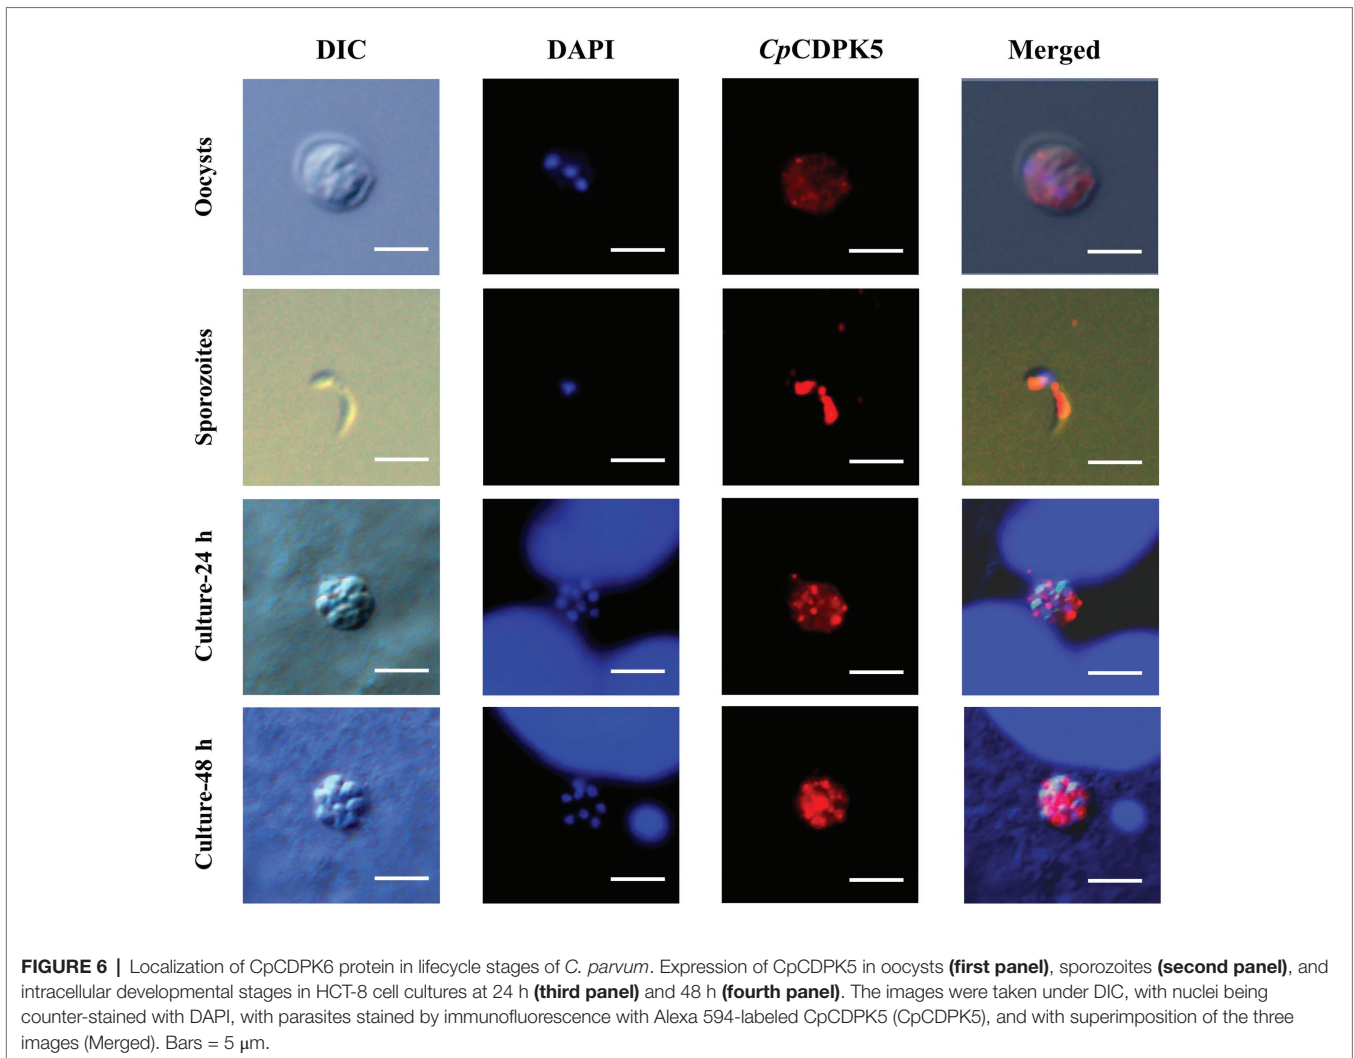 DIC DAPI CpCDPK5 Merged
Oocysts
Sporozoites
Culture-24 h
Culture-48 h
FIGURE 6 | Localization of CpCDPK6 protein in lifecycle stages of C. parvum. Expression of CpCDPK5 in oocysts (first panel), sporozoites (second panel), and
intracellular developmental stages in HCT-8 cell cultures at 24 h (third panel) and 48 h (fourth panel). The images were taken under DIC, with nuclei being
counter-stained with DAPI, with parasites stained by immunofluorescence with Alexa 594-labeled CpCDPK5 (CpCDPK5), and with superimposition of the three
images (Merged). Bars = 5 μm.